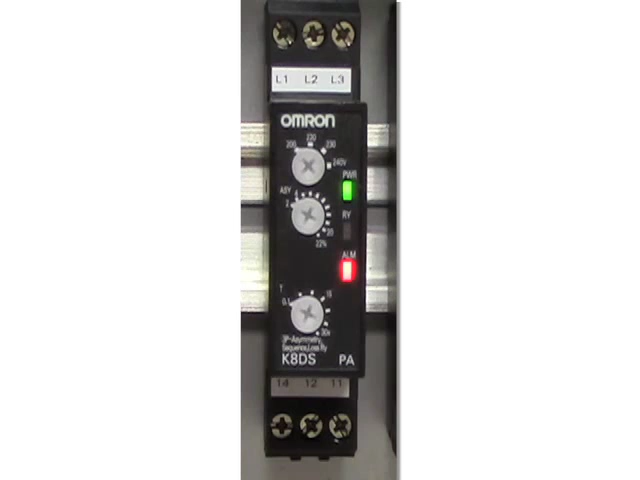 L1 L2 L3
OMRON
200 220 230 240V
PWR
ASY 2 4
RY
20
22%
ALM
T 0.1 15
30s
3P-Asymmetry,
Sequence,Loss Ry
K8DS PA
14 12 11